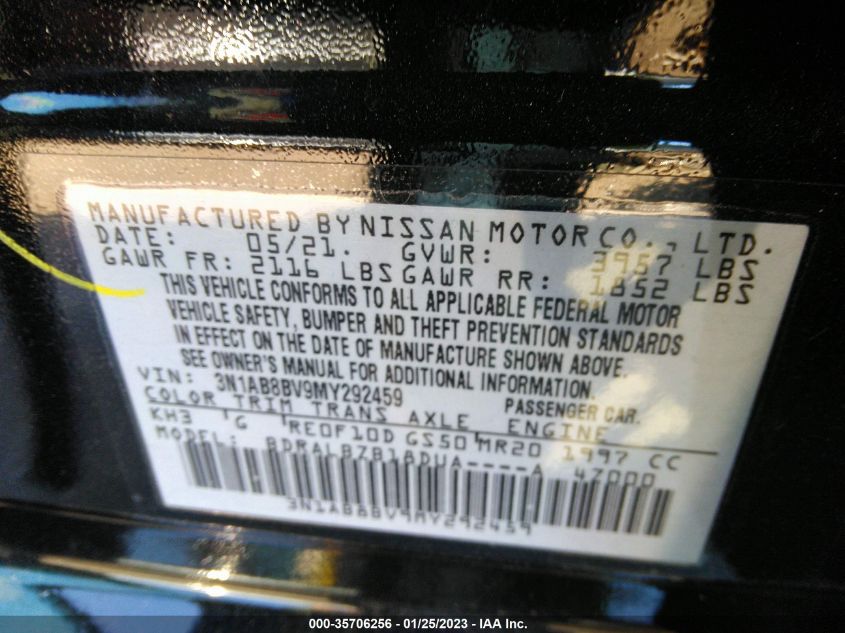 MANUFACTURED BY NISSAN MOTOR CO., LTD.
DATE: 05/21. GVWR: 3957 LBS
GAWR FR: 2116 LBS GAWR RR: 1852 LBS
THIS VEHICLE CONFORMS TO ALL APPLICABLE FEDERAL MOTOR
VEHICLE SAFETY, BUMPER AND THEFT PREVENTION STANDARDS
IN EFFECT ON THE DATE OF MANUFACTURE SHOWN ABOVE.
SEE OWNER'S MANUAL FOR ADDITIONAL INFORMATION.
VIN: 3N1AB8BV9MY292459 PASSENGER CAR.
COLOR TRIM TRANS AXLE ENGINE
KH3 G RE0F10D GS50 MR20 1997 CC
MODEL: BDRALBZB18DUA----A 47000
3N1AB8BV9MY292459
000-35706256 - 01/25/2023 - IAA Inc.